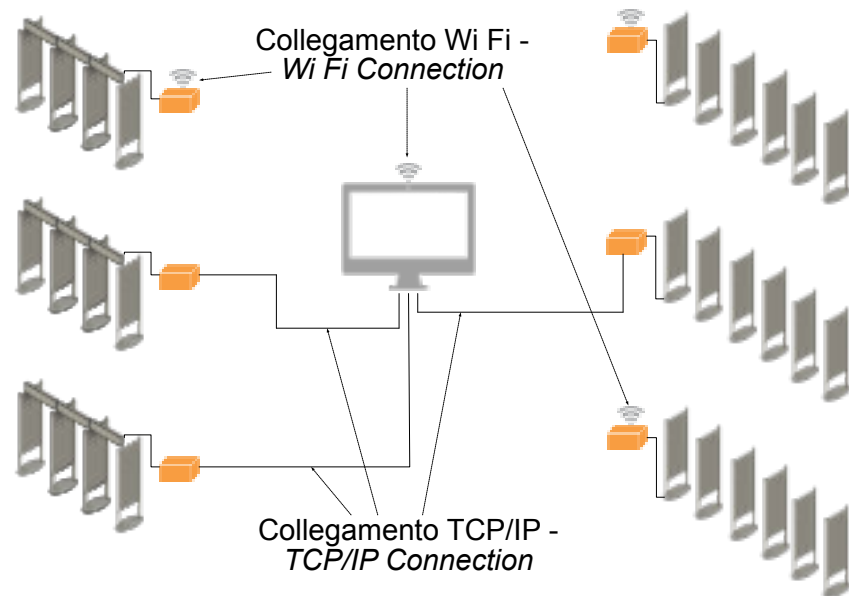 Collegamento Wi Fi -
Wi Fi Connection
Collegamento TCP/IP -
TCP/IP Connection